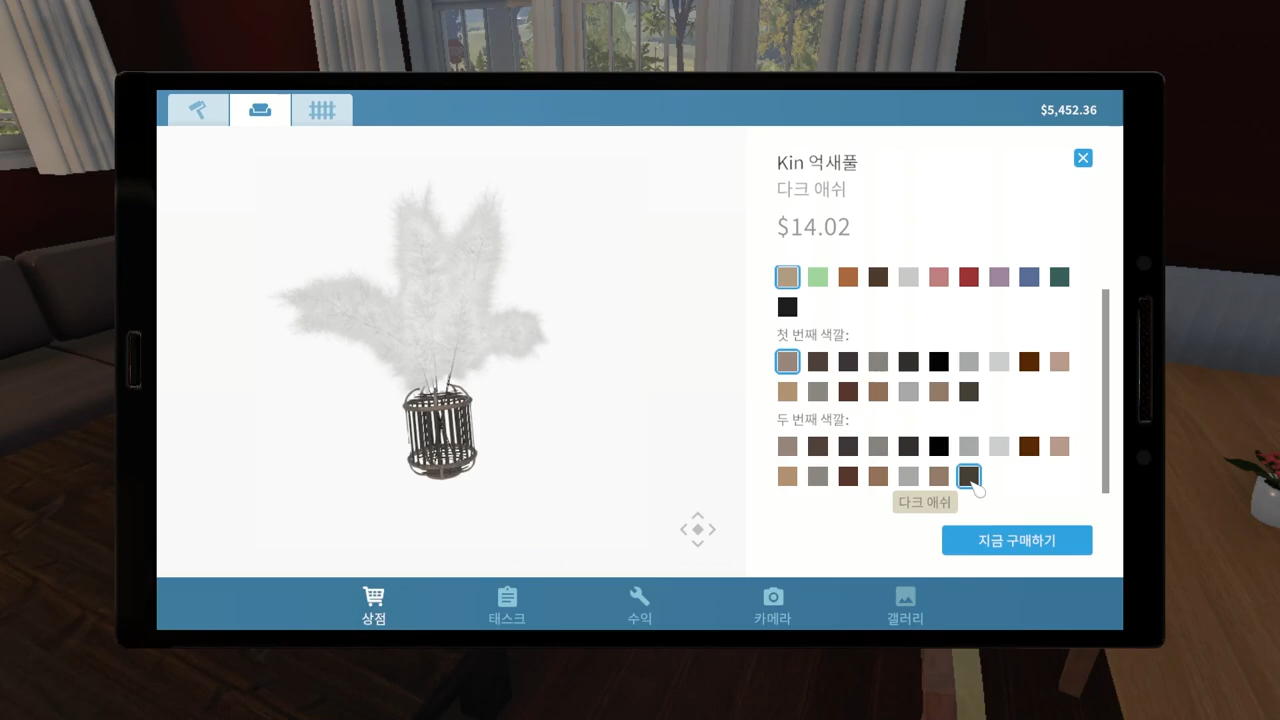 $5,452.36
Kin 억새풀
다크 애쉬
$14.02
첫 번째 색깔:
두 번째 색깔:
다크 애쉬
지금 구매하기
상점
태스크
수익
카메라
갤러리